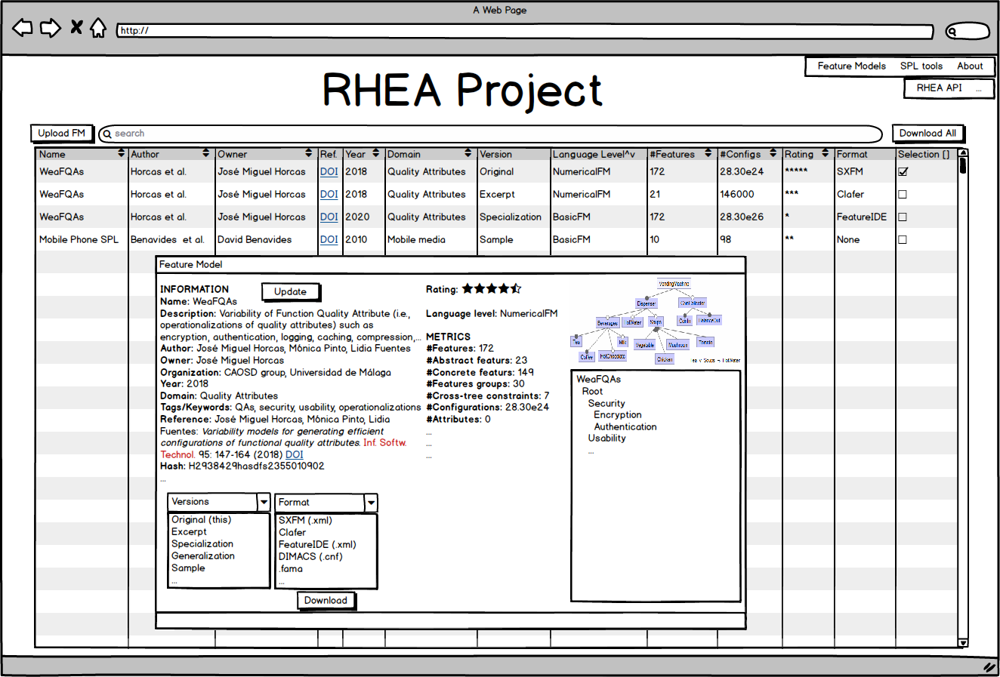 A Web Page
http://
Feature Models SPL tools About
RHEA API ...
RHEA Project
Upload FM search Download All
Name Author Owner Ref. Year Domain Version Language Level^v #Features #Configs Rating Format Selection []
WeaFQAs Horcas et al. José Miguel Horcas DOI 2018 Quality Attributes Original NumericalFM 172 28.30e24 ***** SXFM
WeaFQAs Horcas et al. José Miguel Horcas DOI 2018 Quality Attributes Excerpt NumericalFM 21 146000 *** Clafer
WeaFQAs Horcas et al. José Miguel Horcas DOI 2020 Quality Attributes Specialization BasicFM 172 28.30e26 * FeatureIDE
Mobile Phone SPL Benavides et al. David Benavides DOI 2010 Mobile media Sample BasicFM 10 98 ** None
Feature Model
INFORMATION
Update
Name: WeaFQAs
Description: Variability of Function Quality Attribute (i.e.,
operationalizations of quality attributes) such as
encryption, authentication, logging, caching, compression,...
Author: José Miguel Horcas, Mónica Pinto, Lidia Fuentes
Owner: José Miguel Horcas
Organization: CAOSD group, Universidad de Málaga
Year: 2018
Domain: Quality Attributes
Tags/Keywords: QAs, security, usability, operationalizations
Reference: José Miguel Horcas, Mónica Pinto, Lidia
Fuentes: Variability models for generating efficient
configurations of functional quality attributes. Inf. Softw.
Technol. 95: 147-164 (2018) DOI
Hash: H2938429hasdfs2355010902
...
Versions
Original (this)
Excerpt
Specialization
Generalization
Sample
...
Format
SXFM (.xml)
Clafer
FeatureIDE (.xml)
DIMACS (.cnf)
.fama
...
Download
Rating:
Language level: NumericalFM
METRICS
#Features: 172
#Abstract featurs: 23
#Concrete featurs: 149
#Features groups: 30
#Cross-tree constraints: 7
#Configurations: 28.30e24
#Attributes: 0
...
...
...
VendingMachine
Dispenser CoinCollector
Beverages HotWater Soups CoinIn BalanceOut
Tea Milk Vegetable Mushroom Tomato
Coffee HotChocolate Chicken
Tea v Soups → HotWater
WeaFQAs
Root
Security
Encryption
Authentication
Usability
...